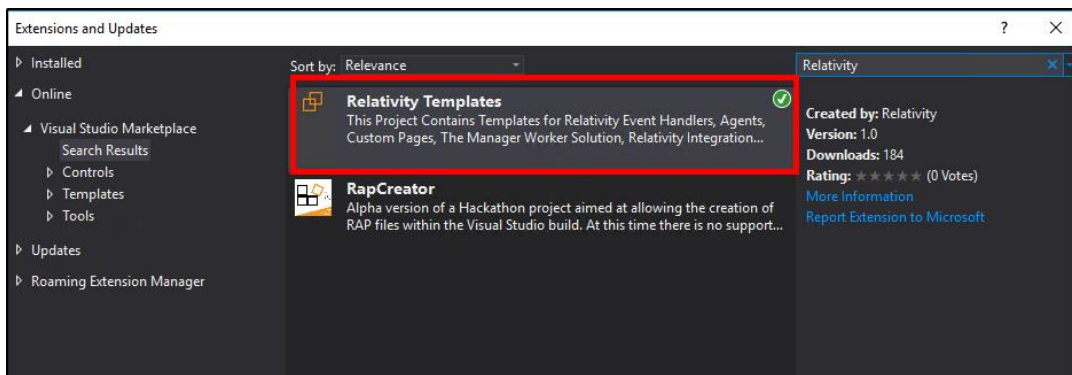 Extensions and Updates
?
Installed
Online
Visual Studio Marketplace
Search Results
Controls
Templates
Tools
Updates
Roaming Extension Manager
Sort by: Relevance
Relativity Templates
This Project Contains Templates for Relativity Event Handlers, Agents,
Custom Pages, The Manager Worker Solution, Relativity Integration...
RapCreator
Alpha version of a Hackathon project aimed at allowing the creation of
RAP files within the Visual Studio build. At this time there is no support...
Relativity
Created by: Relativity
Version: 1.0
Downloads: 184
Rating: ★★★★★ (0 Votes)
More Information
Report Extension to Microsoft